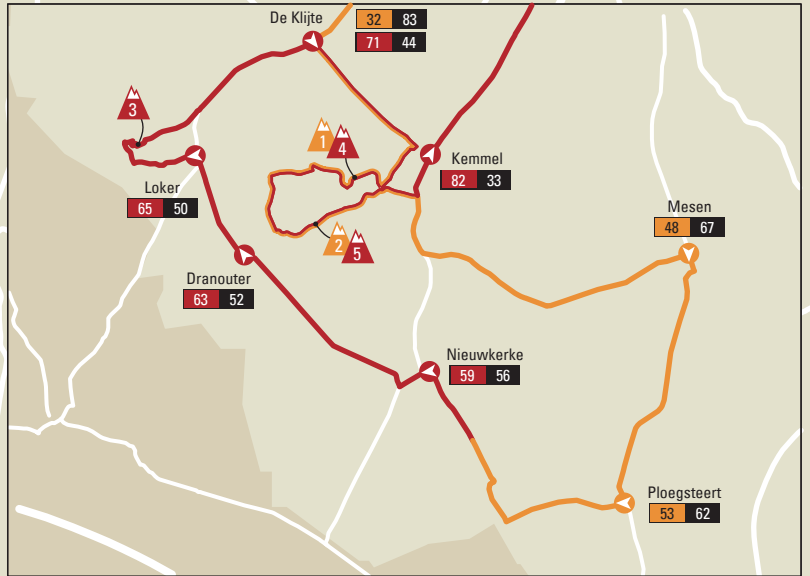 De Klijte
32 83
71 44
3
1
4
Kemmel
82 33
Loker
65 50
Mesen
48 67
2
5
Dranouter
63 52
Nieuwkerke
59 56
Ploegsteert
53 62